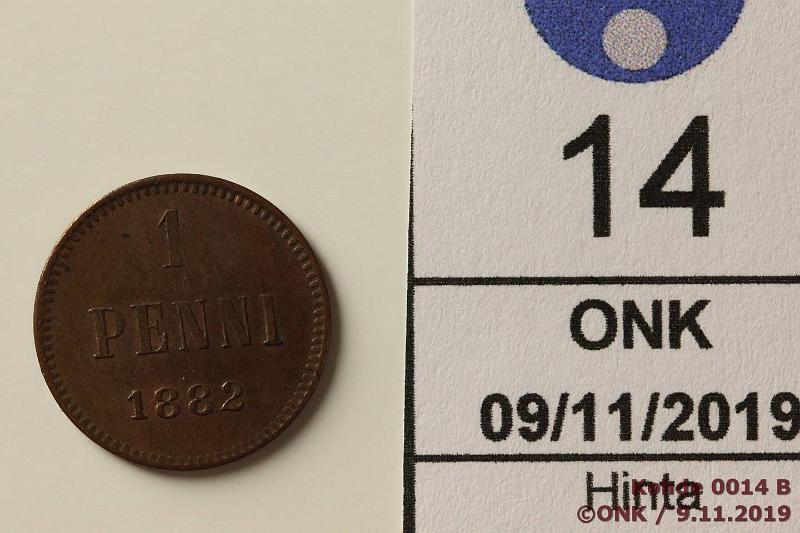 1
PENNI
1882
14
ONK
09/11/2019
Hinta
Kohde 0014 B
©ONK / 9.11.2019